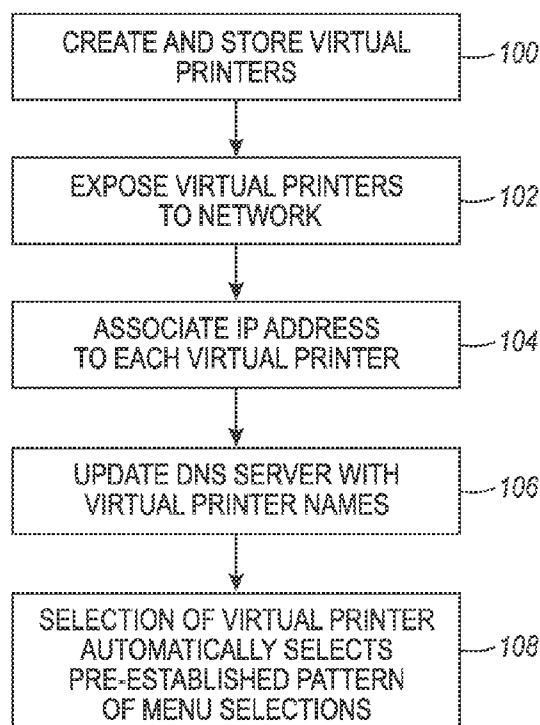 CREATE AND STORE VIRTUAL
PRINTERS
100
EXPOSE VIRTUAL PRINTERS
TO NETWORK
102
ASSOCIATE IP ADDRESS
TO EACH VIRTUAL PRINTER
104
UPDATE DNS SERVER WITH
VIRTUAL PRINTER NAMES
106
SELECTION OF VIRTUAL PRINTER
AUTOMATICALLY SELECTS
PRE-ESTABLISHED PATTERN
OF MENU SELECTIONS
108